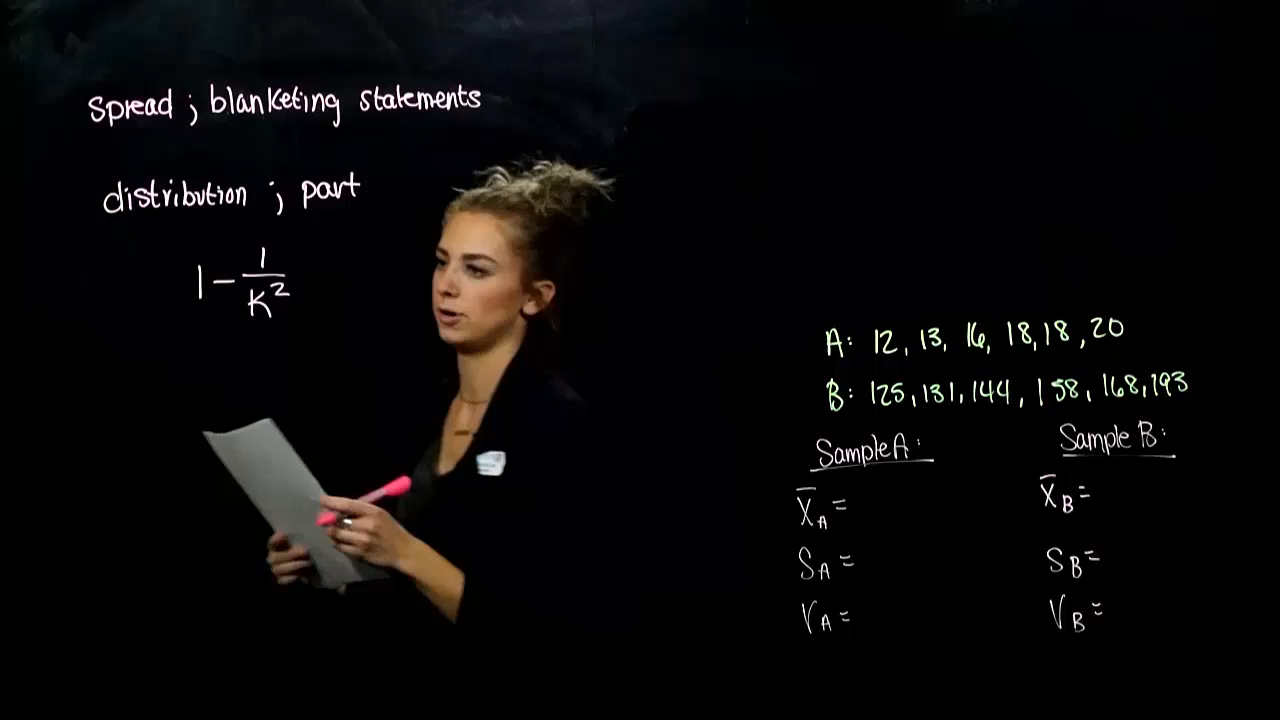 spread ; blanketing statements
distribution ; part
1 - 1/K²
A: 12, 13, 16, 18, 18, 20
B: 125, 131, 144, 158, 168, 193
Sample A:
Sample B:
X̅A =
X̅B =
SA =
SB =
VA =
VB =